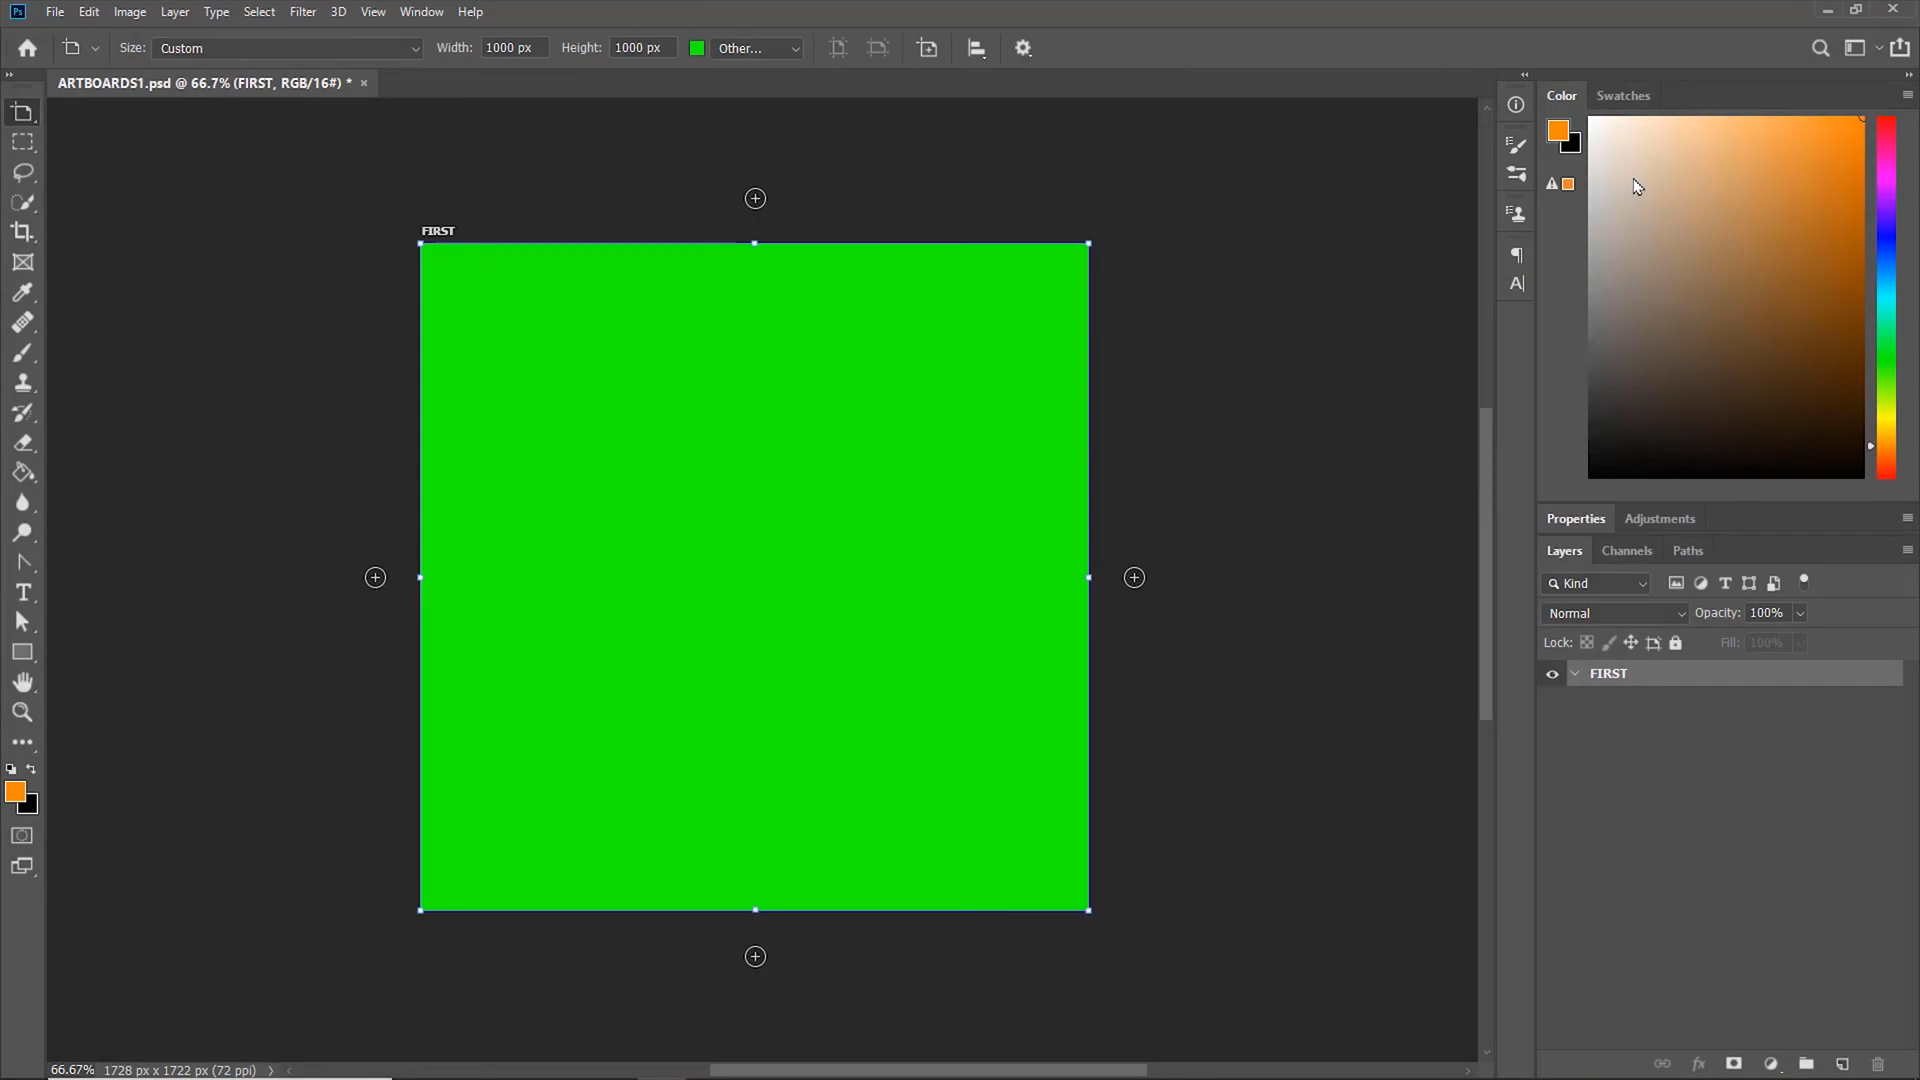 Ps File Edit Image Layer Type Select Filter 3D View Window Help
Size: Custom Width: 1000 px Height: 1000 px Other...
ARTBOARDS1.psd @ 66.7% (FIRST, RGB/16#) * ×
Color Swatches
FIRST
Properties Adjustments
Layers Channels Paths
Kind
Normal Opacity: 100%
Lock: Fill: 100%
FIRST
66.67% 1728 px x 1722 px (72 ppi)